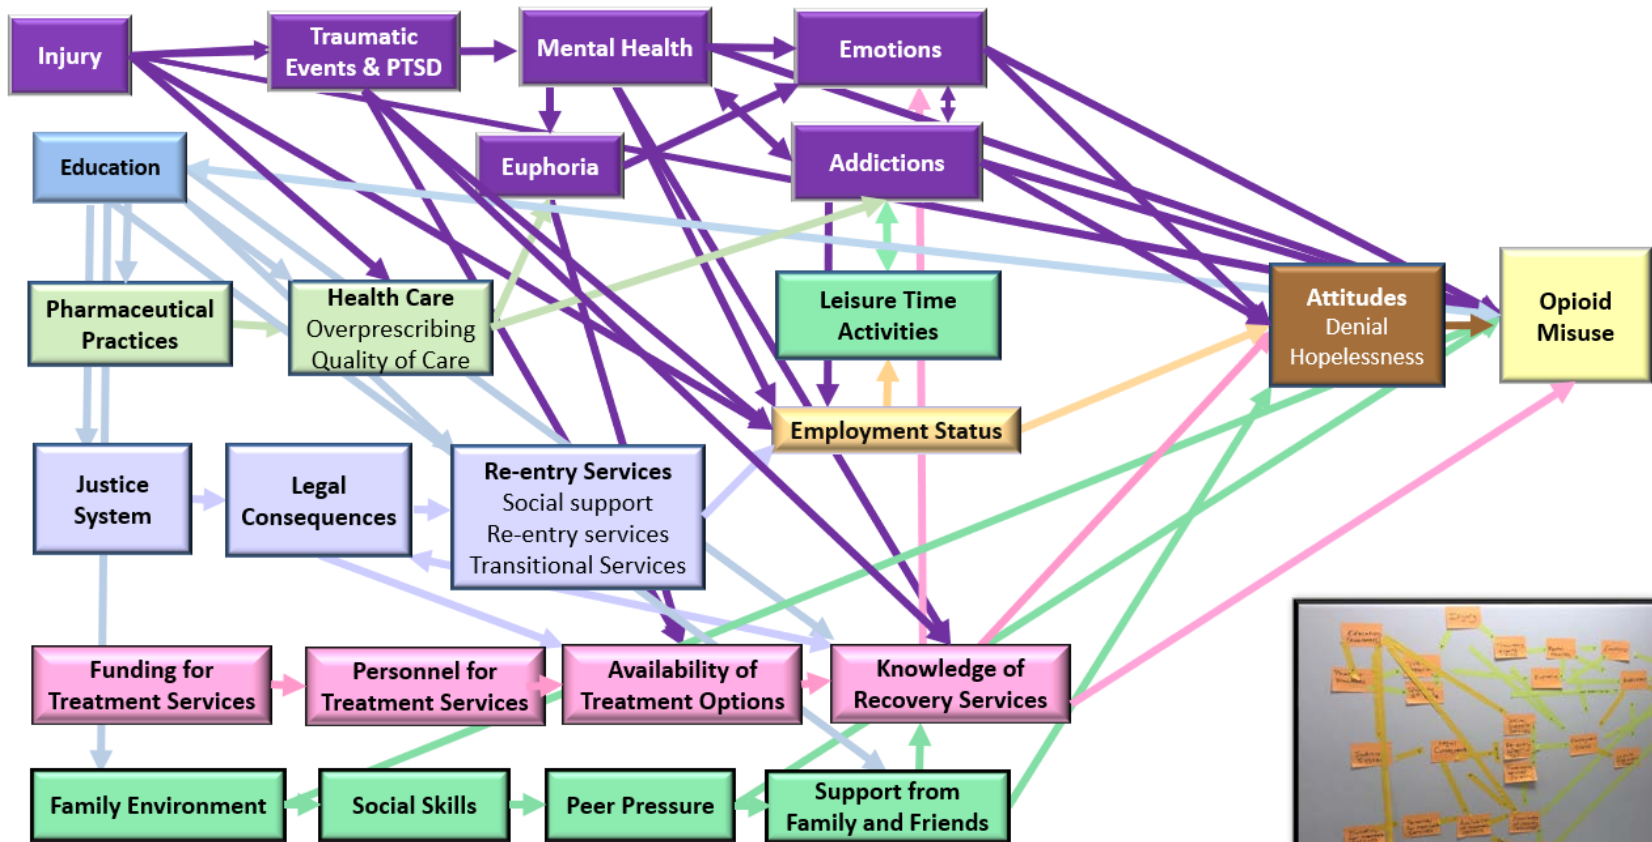 Injury
Traumatic
Events & PTSD
Mental Health
Emotions
Education
Euphoria
Addictions
Pharmaceutical
Practices
Health Care
Overprescribing
Quality of Care
Leisure Time
Activities
Attitudes
Denial
Hopelessness
Opioid
Misuse
Employment Status
Justice
System
Legal
Consequences
Re-entry Services
Social support
Re-entry services
Transitional Services
Funding for
Treatment Services
Personnel for
Treatment Services
Availability of
Treatment Options
Knowledge of
Recovery Services
Family Environment
Social Skills
Peer Pressure
Support from
Family and Friends
Injury